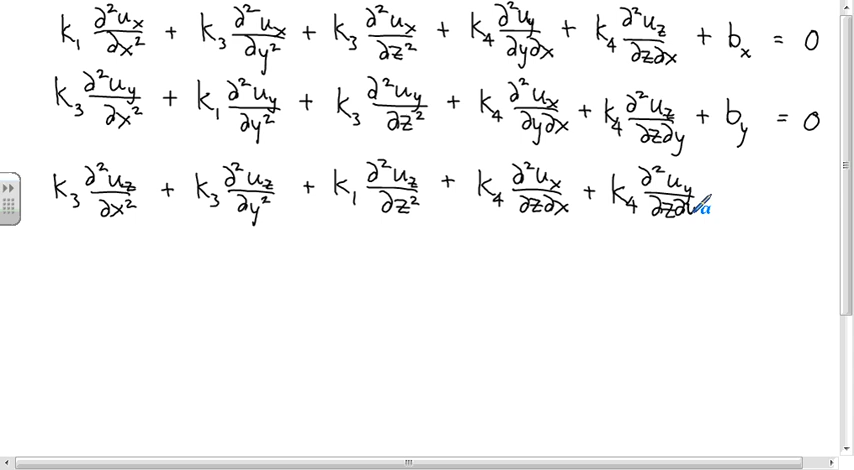 k₁ ∂²uₓ/∂x² + k₃ ∂²uₓ/∂y² + k₃ ∂²uₓ/∂z² + k₄ ∂²u_y/∂y∂x + k₄ ∂²u_z/∂z∂x + bₓ = 0
k₃ ∂²u_y/∂x² + k₁ ∂²u_y/∂y² + k₃ ∂²u_y/∂z² + k₄ ∂²uₓ/∂y∂x + k₄ ∂²u_z/∂z∂y + b_y = 0
k₃ ∂²u_z/∂x² + k₃ ∂²u_z/∂y² + k₁ ∂²u_z/∂z² + k₄ ∂²uₓ/∂z∂x + k₄ ∂²u_y/∂z∂